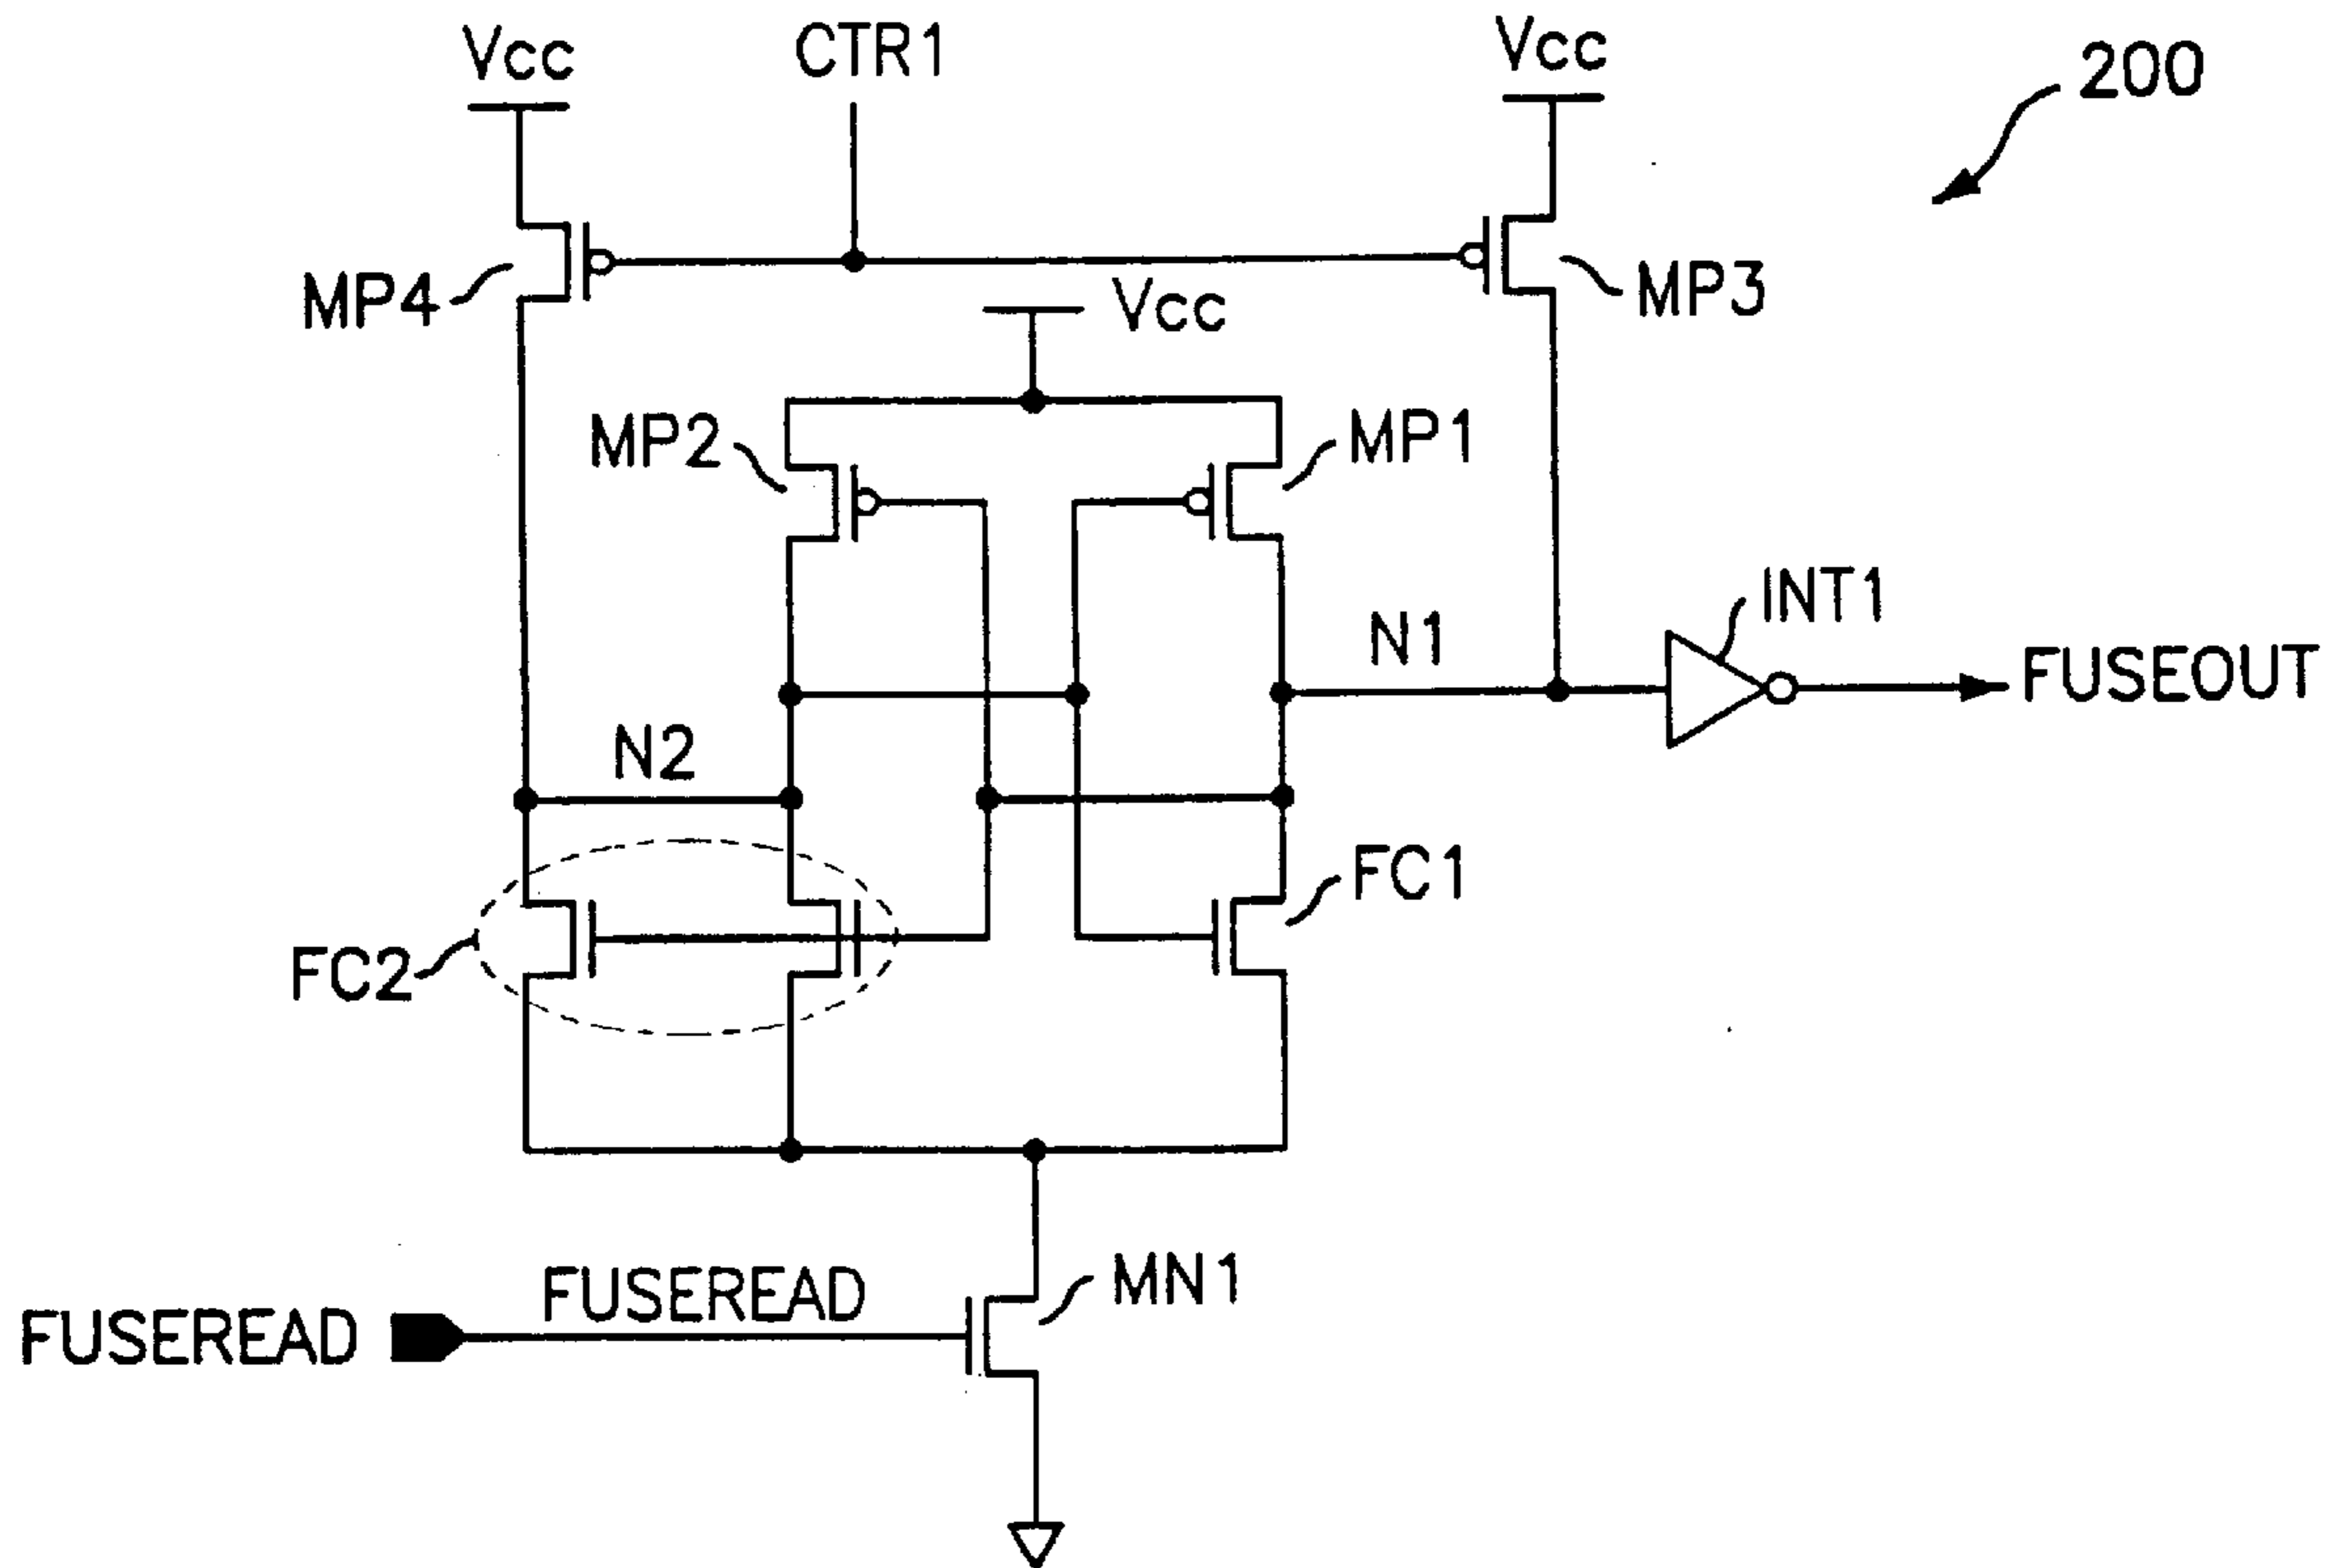 Vcc
CTR1
Vcc
200
MP4
MP3
Vcc
MP2
MP1
INT1
N1
FUSEOUT
N2
FC1
FC2
MN1
FUSEREAD
FUSEREAD